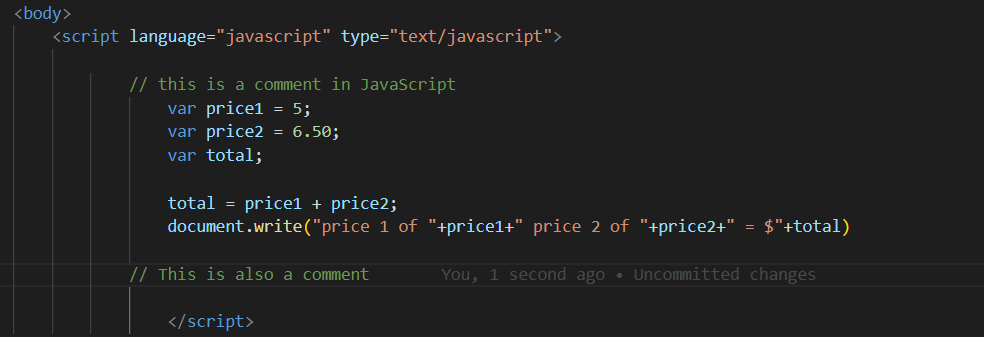 <body>
<script language="javascript" type="text/javascript">
// this is a comment in JavaScript
var price1 = 5;
var price2 = 6.50;
var total;
total = price1 + price2;
document.write("price 1 of "+price1+" price 2 of "+price2+" = $"+total)
// This is also a comment You, 1 second ago • Uncommitted changes
</script>